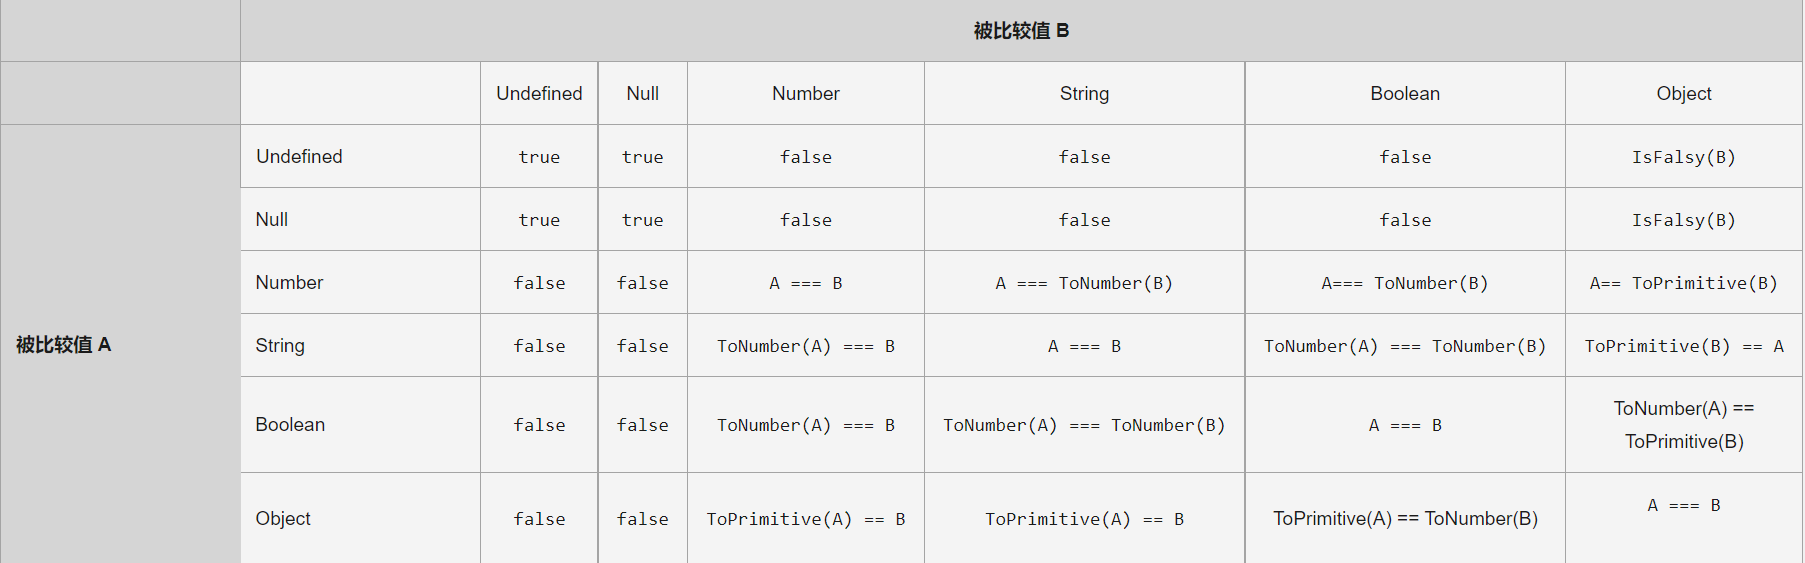 被比较值 B
Undefined Null Number String Boolean Object
Undefined true true false false false IsFalsy(B)
Null true true false false false IsFalsy(B)
Number false false A === B A === ToNumber(B) A=== ToNumber(B) A== ToPrimitive(B)
被比较值 A
String false false ToNumber(A) === B A === B ToNumber(A) === ToNumber(B) ToPrimitive(B) == A
Boolean false false ToNumber(A) === B ToNumber(A) === ToNumber(B) A === B ToNumber(A) ==
ToPrimitive(B)
Object false false ToPrimitive(A) == B ToPrimitive(A) == B ToPrimitive(A) == ToNumber(B) A === B